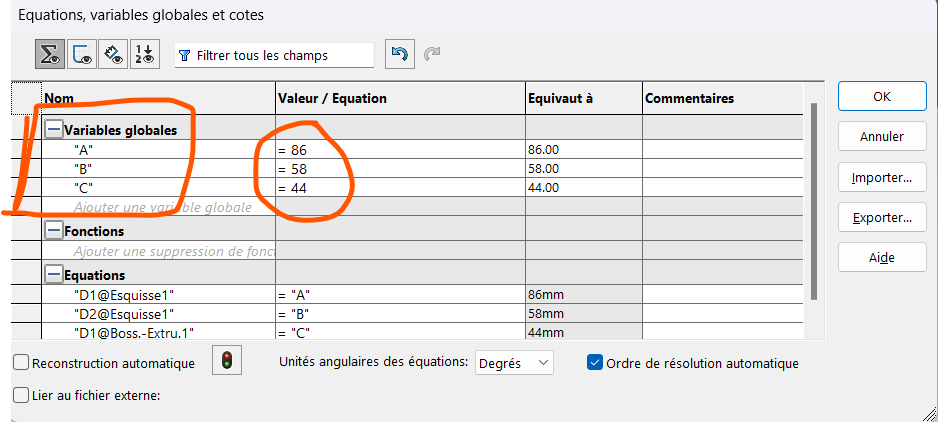 Equations, variables globales et cotes
Filtrer tous les champs
Nom Valeur / Equation Equivaut à Commentaires
Variables globales
"A" = 86 86.00
"B" = 58 58.00
"C" = 44 44.00
Ajouter une variable globale
Fonctions
Ajouter une suppression de fonct
Equations
"D1@Esquisse1" = "A" 86mm
"D2@Esquisse1" = "B" 58mm
"D1@Boss.-Extru.1" = "C" 44mm
OK
Annuler
Importer...
Exporter...
Aide
Reconstruction automatique Unités angulaires des équations: Degrés Ordre de résolution automatique
Lier au fichier externe: